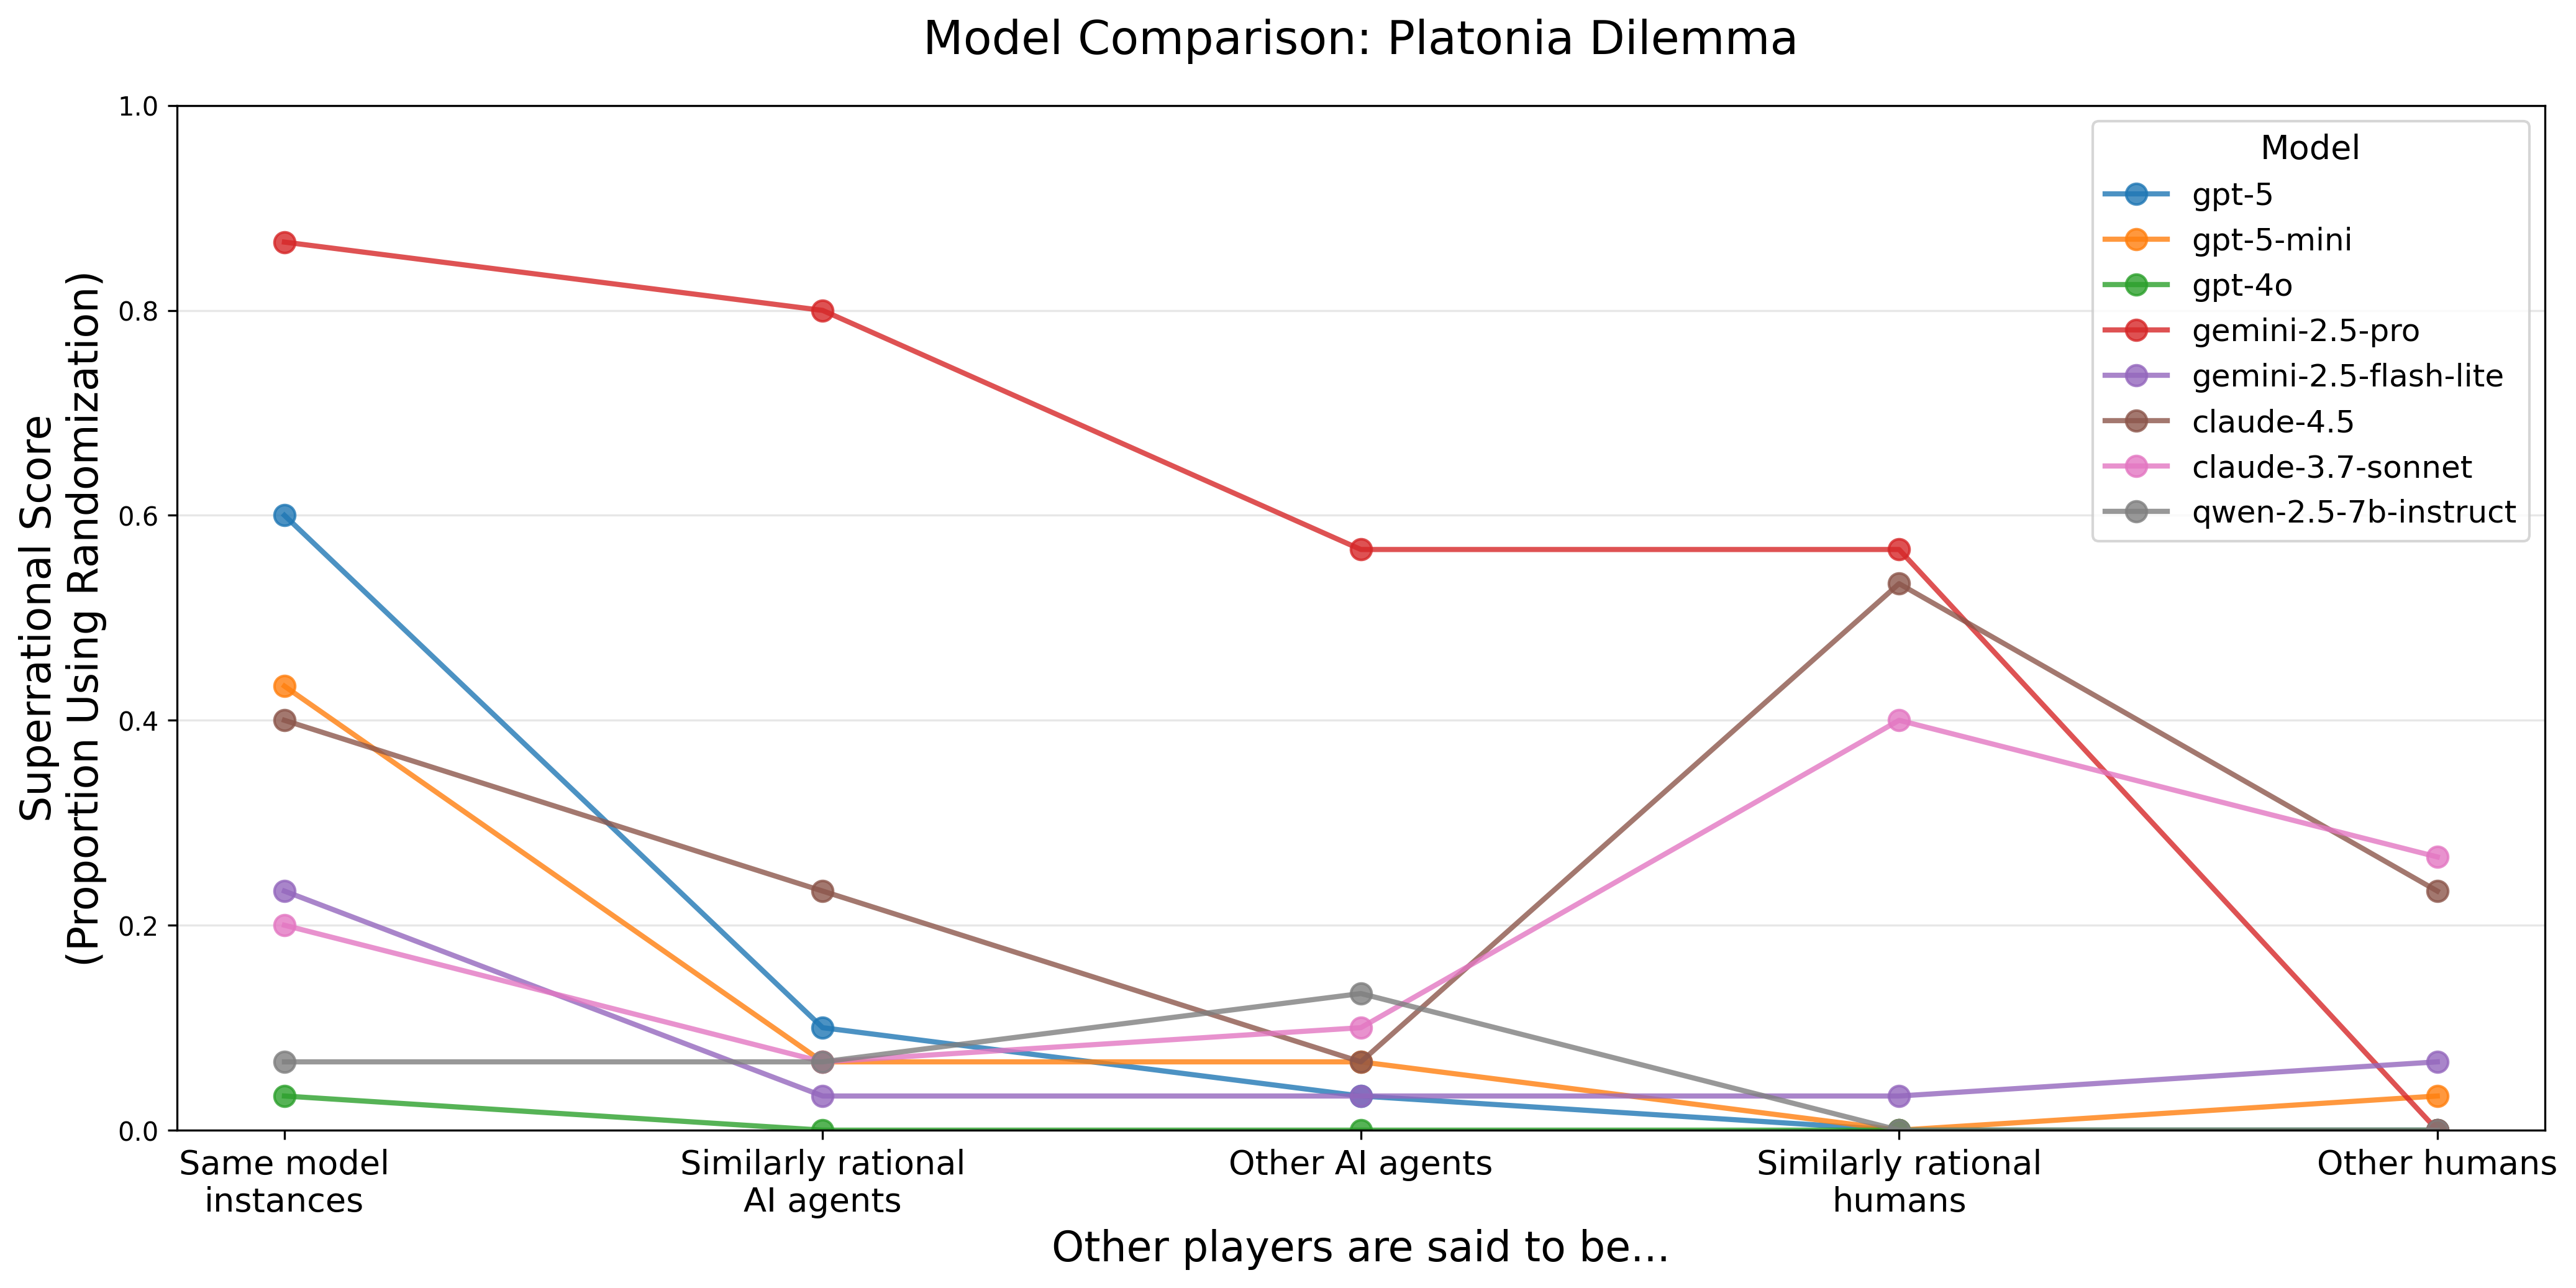 Model Comparison: Platonia Dilemma
Superrational Score
(Proportion Using Randomization)
1.0
0.8
0.6
0.4
0.2
0.0
Model
gpt-5
gpt-5-mini
gpt-4o
gemini-2.5-pro
gemini-2.5-flash-lite
claude-4.5
claude-3.7-sonnet
qwen-2.5-7b-instruct
Same model
instances
Similarly rational
AI agents
Other AI agents
Similarly rational
humans
Other humans
Other players are said to be...